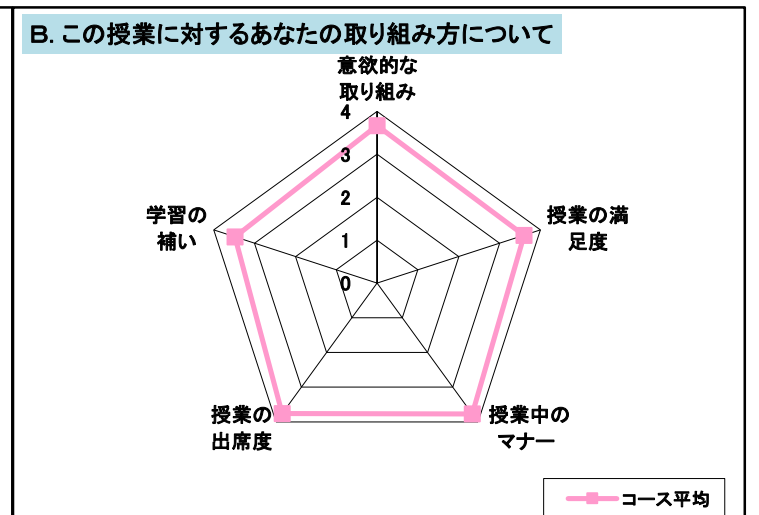 B. この授業に対するあなたの取り組み方について
意欲的な
取り組み
4
3
2
1
0
学習の
補い
授業の満
足度
授業の
出席度
授業中の
マナー
コース平均